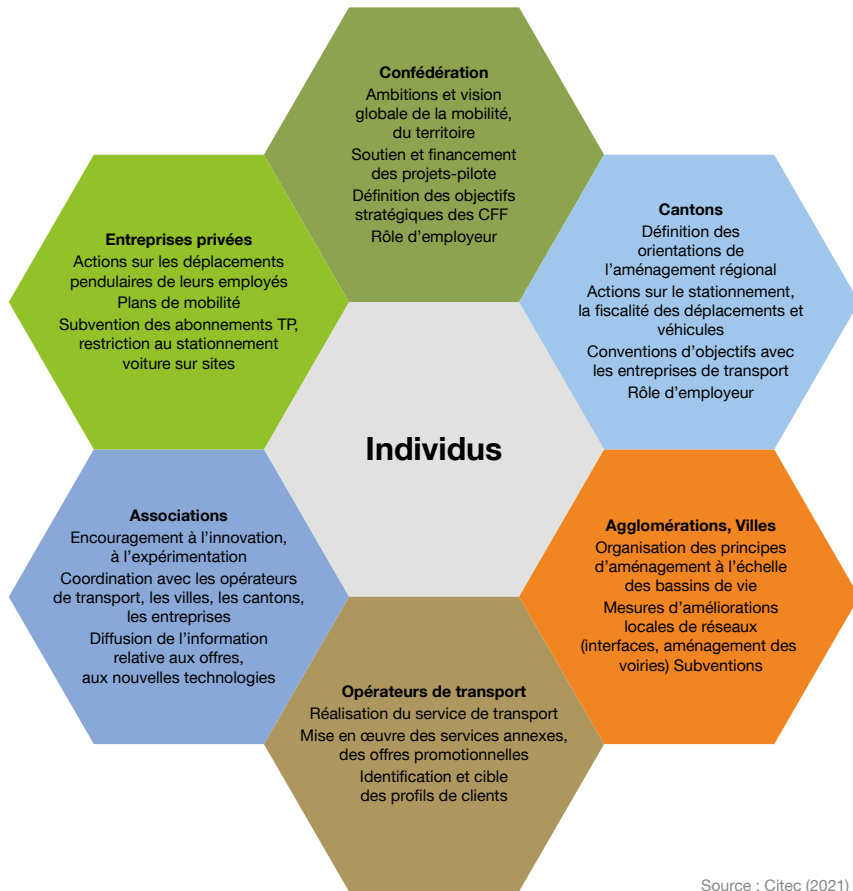 Confédération
Ambitions et vision
globale de la mobilité,
du territoire
Soutien et financement
des projets-pilote
Définition des objectifs
stratégiques des CFF
Rôle d'employeur
Cantons
Définition des
orientations de
l'aménagement régional
Actions sur le stationnement,
la fiscalité des déplacements et
véhicules
Conventions d'objectifs avec
les entreprises de transport
Rôle d'employeur
Entreprises privées
Actions sur les déplacements
pendulaires de leurs employés
Plans de mobilité
Subvention des abonnements TP,
restriction au stationnement
voiture sur sites
Individus
Associations
Encouragement à l'innovation,
à l'expérimentation
Coordination avec les opérateurs
de transport, les villes, les cantons,
les entreprises
Diffusion de l'information
relative aux offres,
aux nouvelles technologies
Agglomérations, Villes
Organisation des principes
d'aménagement à l'échelle
des bassins de vie
Mesures d'améliorations
locales de réseaux
(interfaces, aménagement des
voiries) Subventions
Opérateurs de transport
Réalisation du service de transport
Mise en œuvre des services annexes,
des offres promotionnelles
Identification et cible
des profils de clients
Source : Citec (2021)